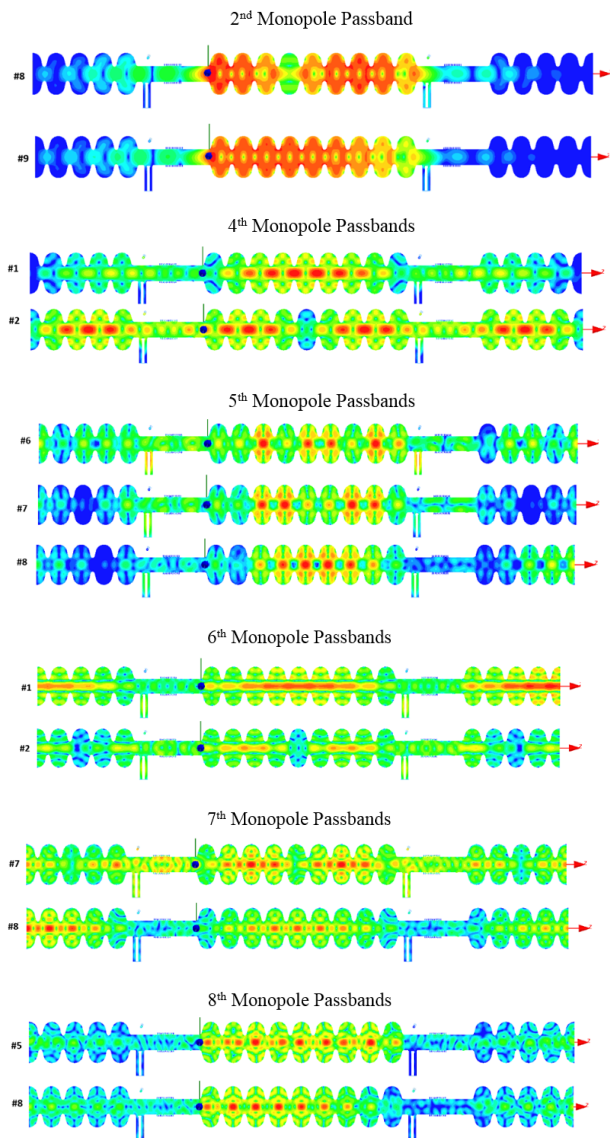 2nd Monopole Passband
#8
#9
4th Monopole Passbands
#1
#2
5th Monopole Passbands
#6
#7
#8
6th Monopole Passbands
#1
#2
7th Monopole Passbands
#7
#8
8th Monopole Passbands
#5
#8